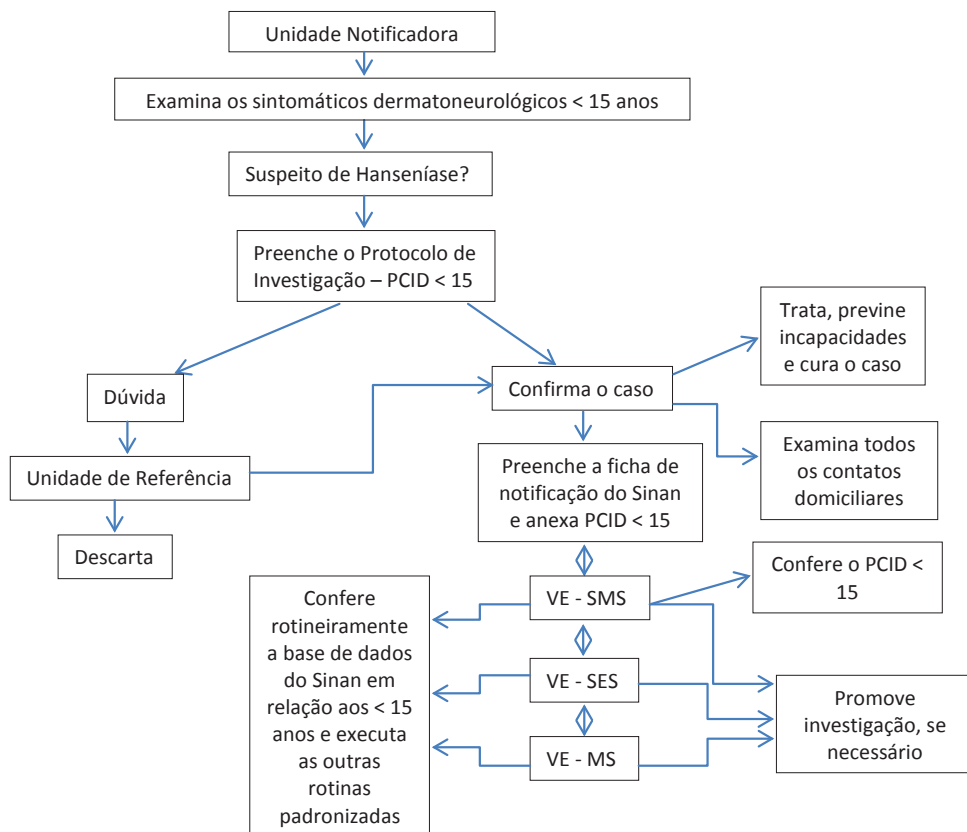 Unidade Notificadora
Examina os sintomáticos dermatoneurológicos < 15 anos
Suspeito de Hanseníase?
Preenche o Protocolo de
Investigação – PCID < 15
Trata, previne
incapacidades
e cura o caso
Dúvida
Confirma o caso
Unidade de Referência
Examina todos
os contatos
domiciliares
Preenche a ficha de
notificação do Sinan
e anexa PCID < 15
Descarta
Confere o PCID <
15
Confere
rotineiramente
a base de dados
do Sinan em
relação aos < 15
anos e executa
as outras
rotinas
padronizadas
VE - SMS
VE - SES
VE - MS
Promove
investigação, se
necessário